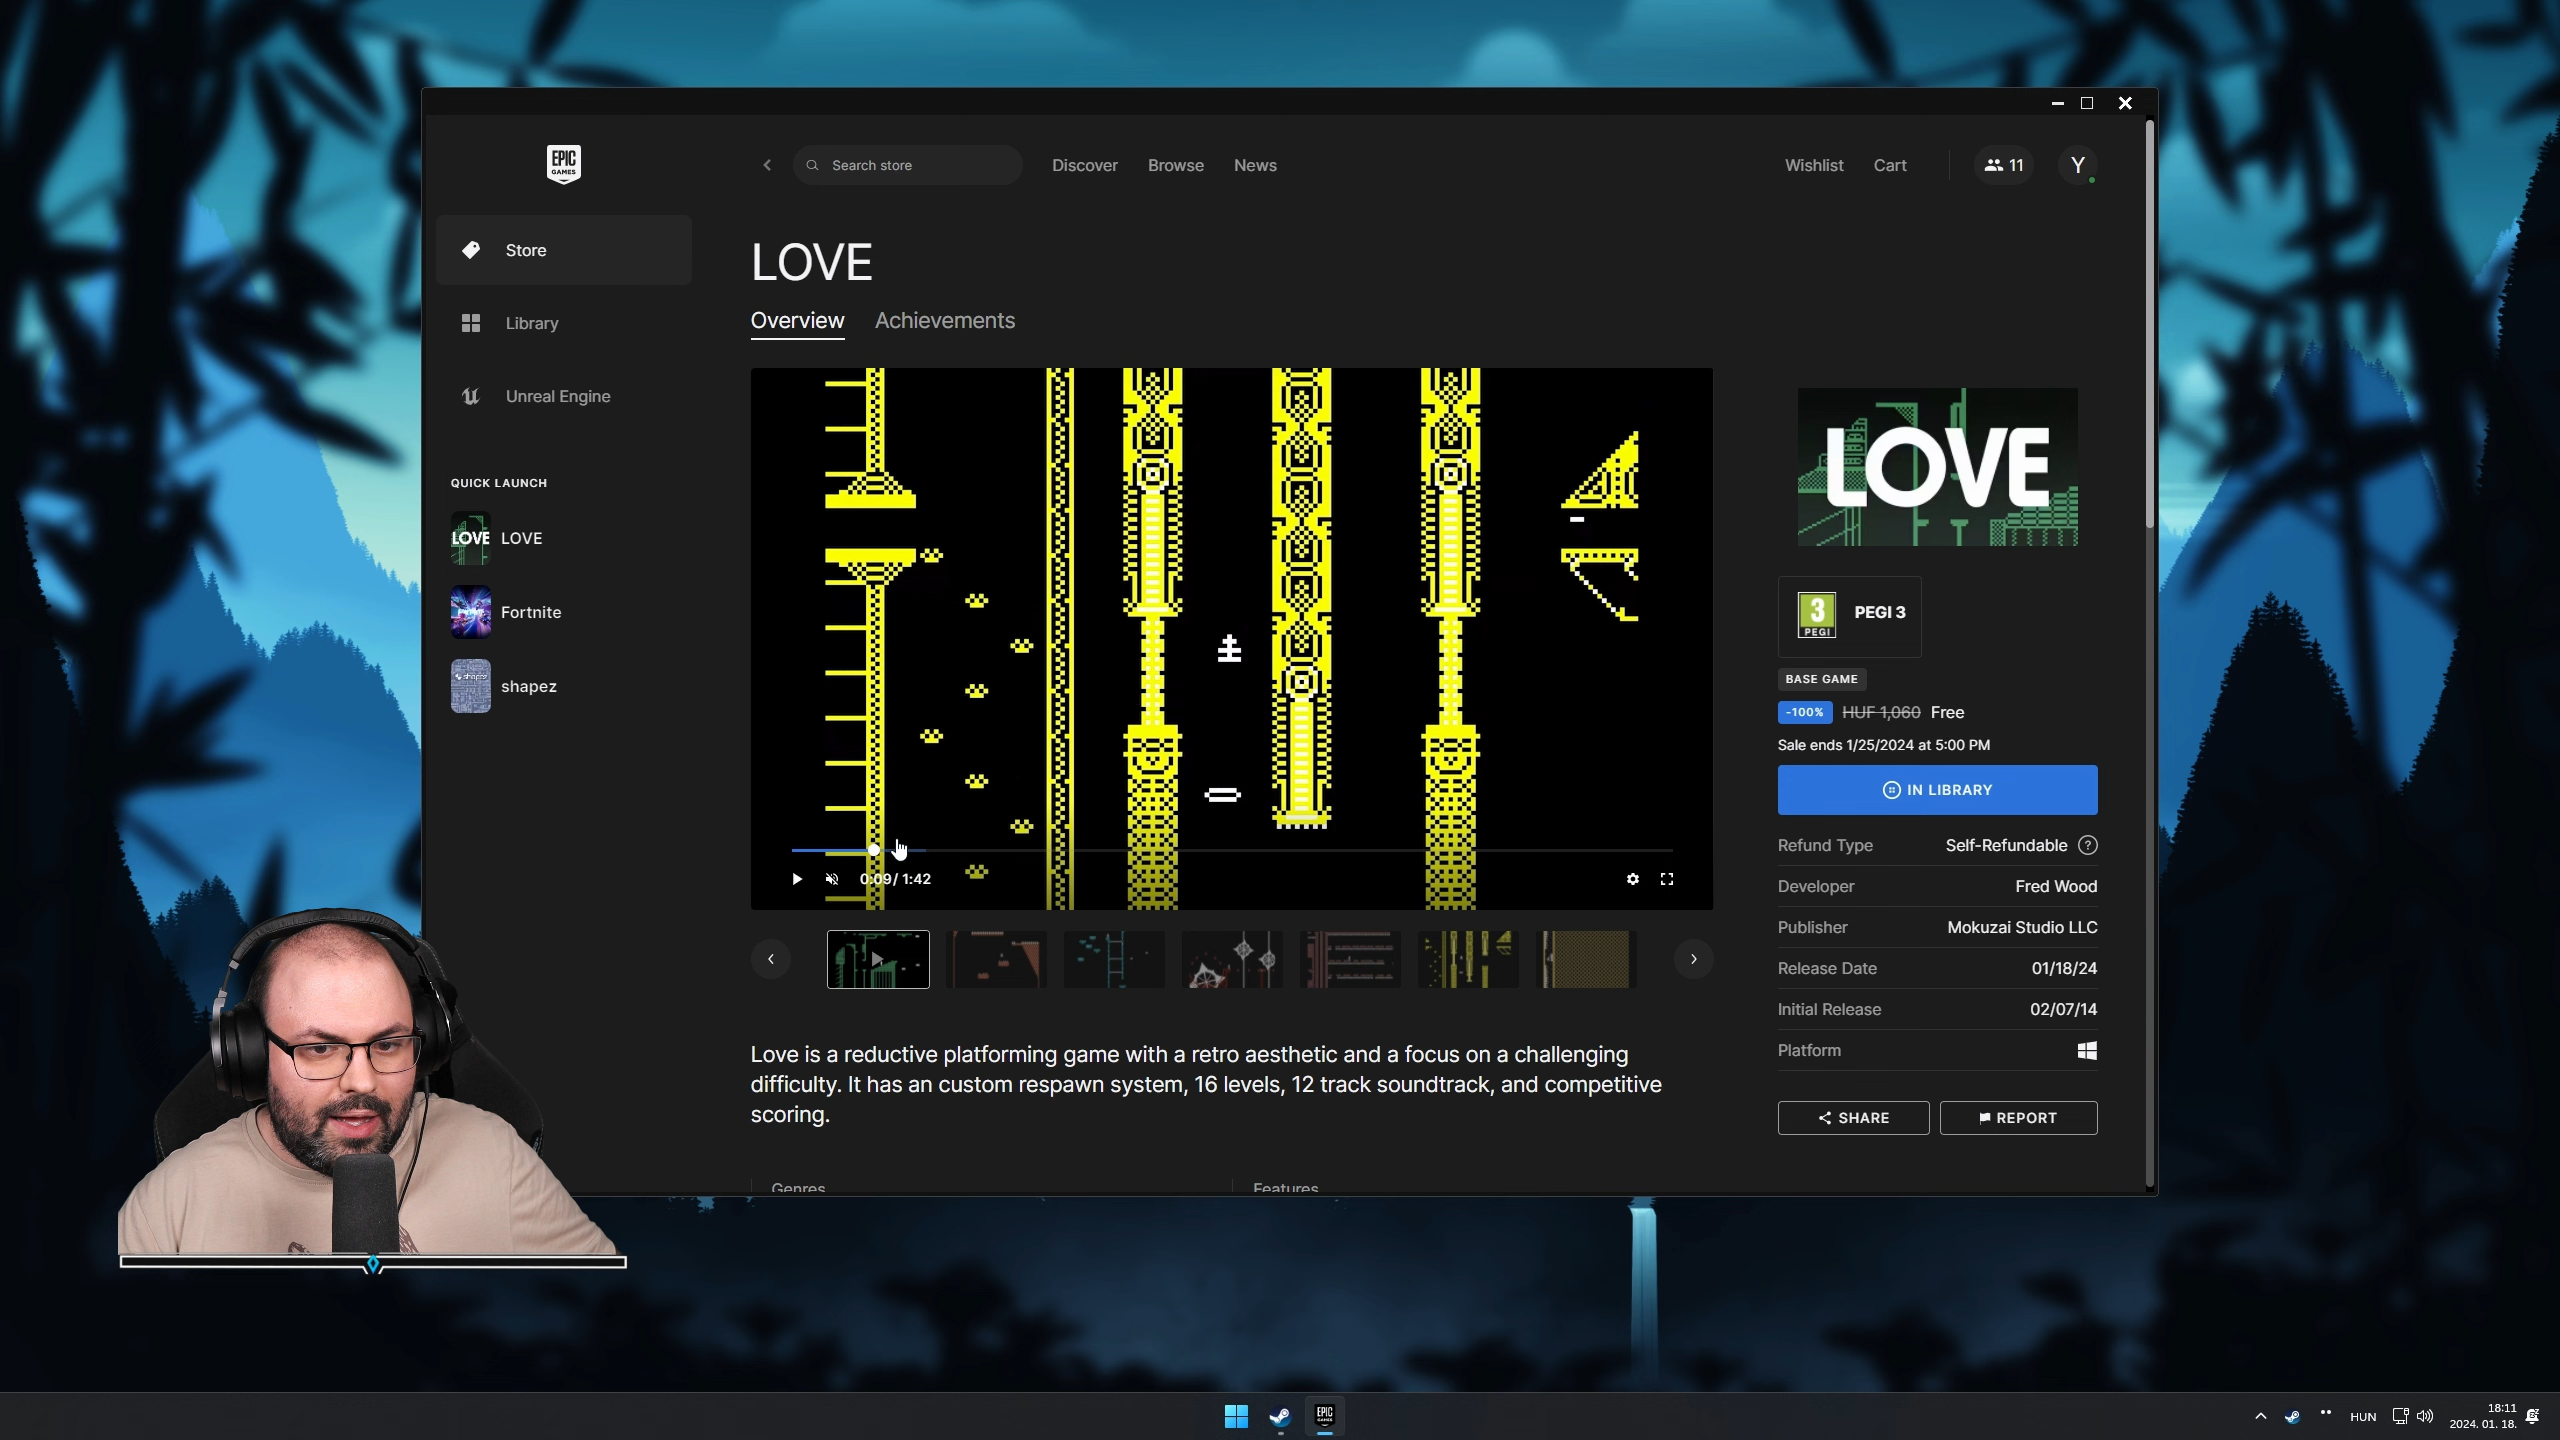 EPIC
GAMES
Search store
Discover
Browse
News
Wishlist
Cart
11
Y
Store
Library
Unreal Engine
QUICK LAUNCH
LOVE
LOVE
Fortnite
shapez
LOVE
Overview
Achievements
0:09 / 1:42
Love is a reductive platforming game with a retro aesthetic and a focus on a challenging
difficulty. It has an custom respawn system, 16 levels, 12 track soundtrack, and competitive
scoring.
Genres
Features
LOVE
3
PEGI
PEGI 3
BASE GAME
-100% HUF 1,060 Free
Sale ends 1/25/2024 at 5:00 PM
IN LIBRARY
Refund Type Self-Refundable ?
Developer Fred Wood
Publisher Mokuzai Studio LLC
Release Date 01/18/24
Initial Release 02/07/14
Platform
SHARE
REPORT
EPIC
GAMES
HUN
18:11
2024. 01. 18.